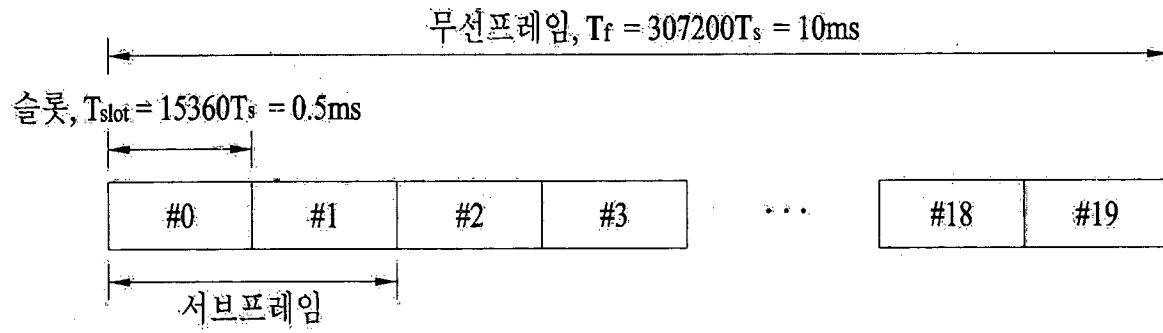 무선프레임, Tf = 307200Ts = 10ms
슬롯, Tslot = 15360Ts = 0.5ms
#0 #1 #2 #3 ··· #18 #19
서브프레임